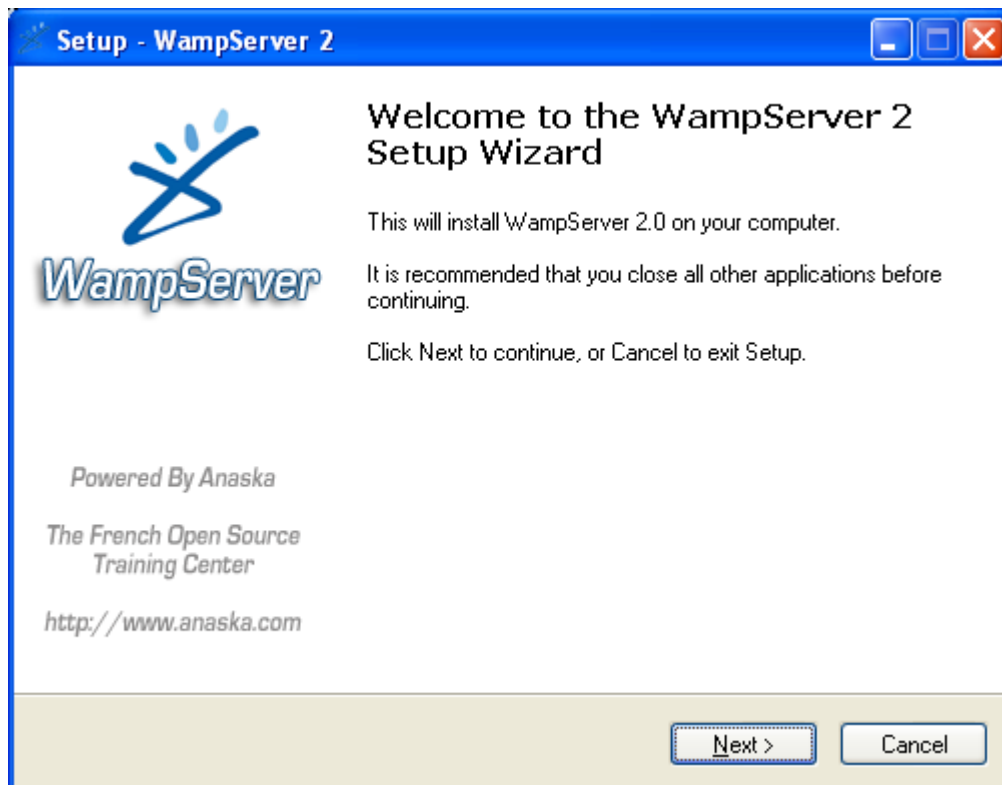 Setup - WampServer 2
WampServer
Powered By Anaska
The French Open Source
Training Center
http://www.anaska.com
Welcome to the WampServer 2
Setup Wizard
This will install WampServer 2.0 on your computer.
It is recommended that you close all other applications before
continuing.
Click Next to continue, or Cancel to exit Setup.
Next >
Cancel